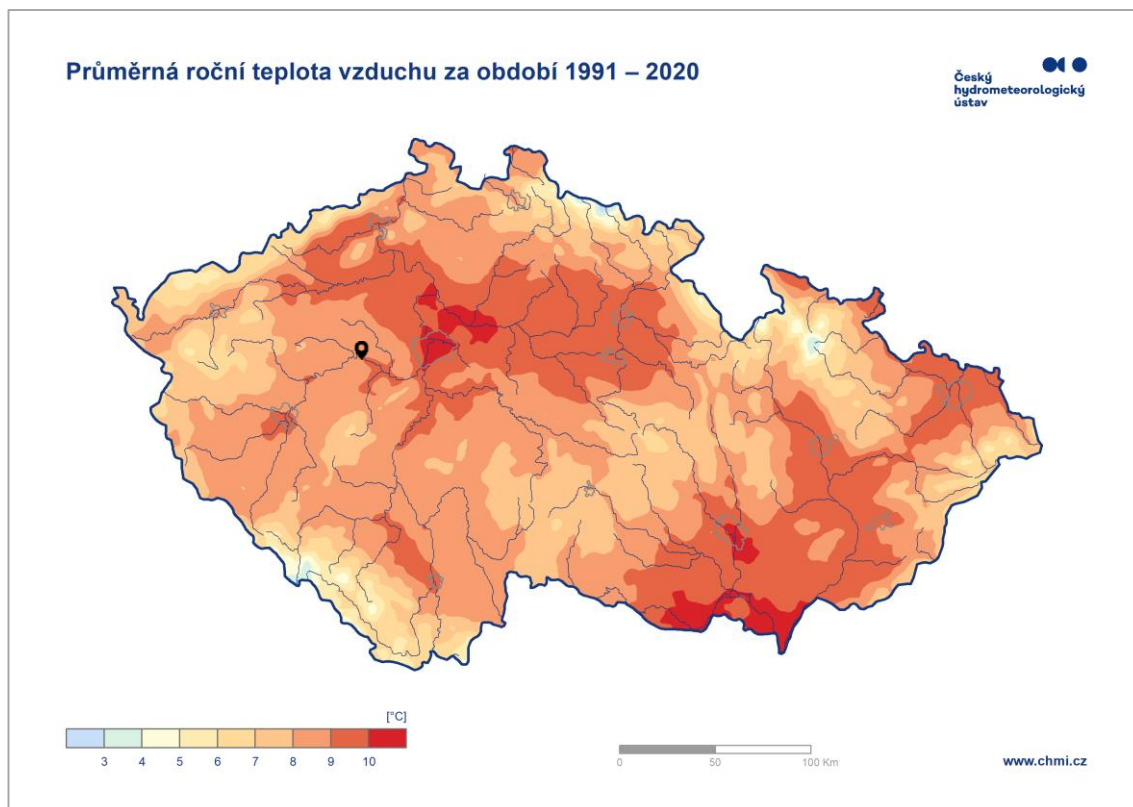 Průměrná roční teplota vzduchu za období 1991 – 2020
Český
hydrometeorologický
ústav
[°C]
3 4 5 6 7 8 9 10
0 50 100 Km
www.chmi.cz